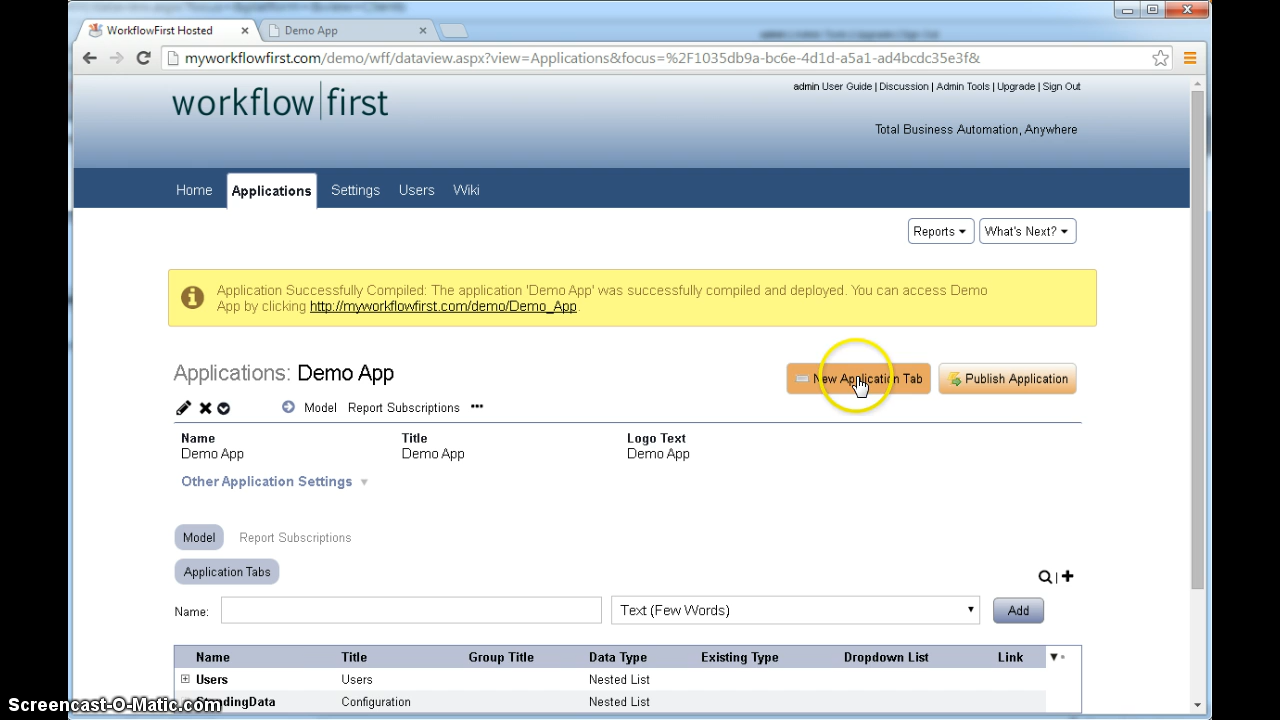 WorkflowFirst Hosted
Demo App
myworkflowfirst.com/demo/wff/dataview.aspx?view=Applications&focus=%2F1035db9a-bc6e-4d1d-a5a1-ad4bcdc35e3f&
workflow|first
admin User Guide | Discussion | Admin Tools | Upgrade | Sign Out
Total Business Automation, Anywhere
Home Applications Settings Users Wiki
Reports What's Next?
Application Successfully Compiled: The application 'Demo App' was successfully compiled and deployed. You can access Demo
App by clicking http://myworkflowfirst.com/demo/Demo_App.
Applications: Demo App
New Application Tab Publish Application
Model Report Subscriptions
Name Title Logo Text
Demo App Demo App Demo App
Other Application Settings
Model Report Subscriptions
Application Tabs
Name: Text (Few Words) Add
Name Title Group Title Data Type Existing Type Dropdown List Link
Users Users Nested List
StandingData Configuration Nested List
Screencast-O-Matic.com